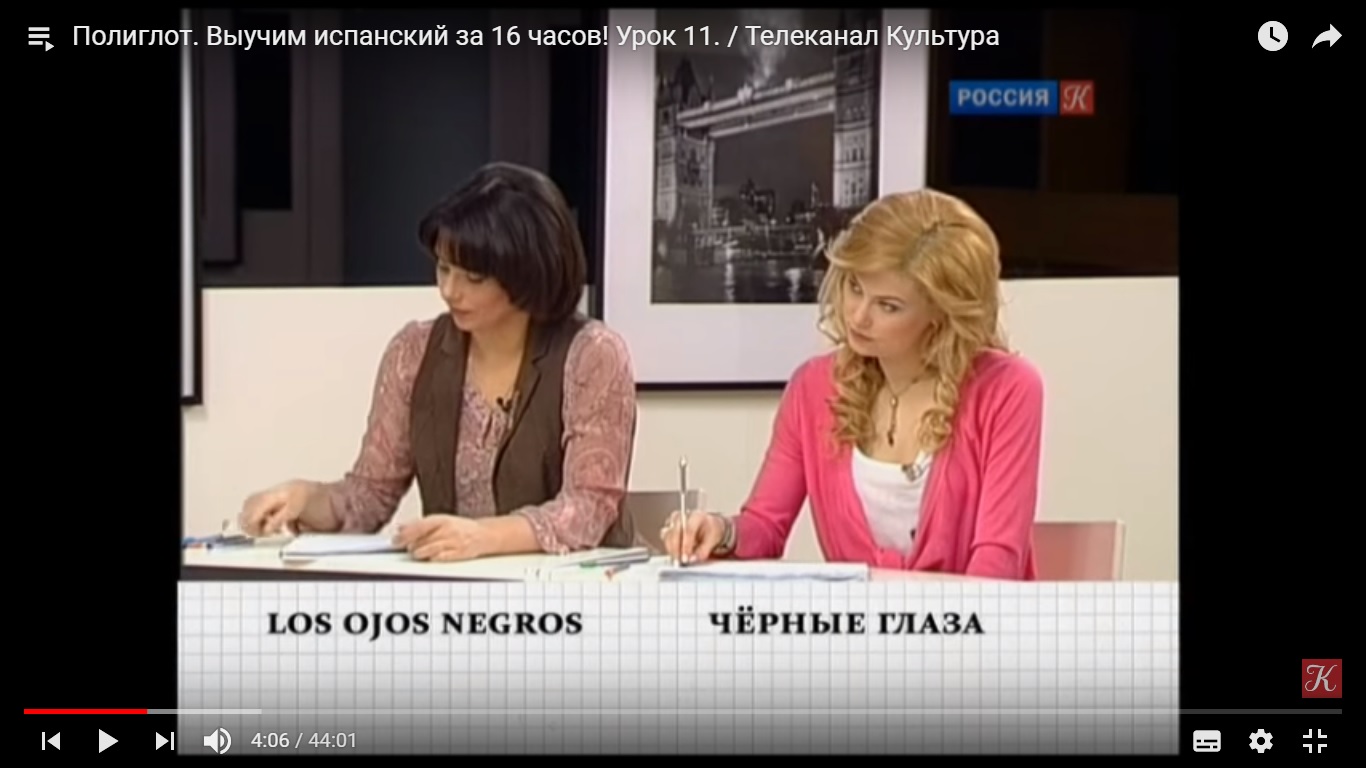 Полиглот. Выучим испанский за 16 часов! Урок 11. / Телеканал Культура
РОССИЯ К
LOS OJOS NEGROS
ЧЁРНЫЕ ГЛАЗА
К
4:06 / 44:01